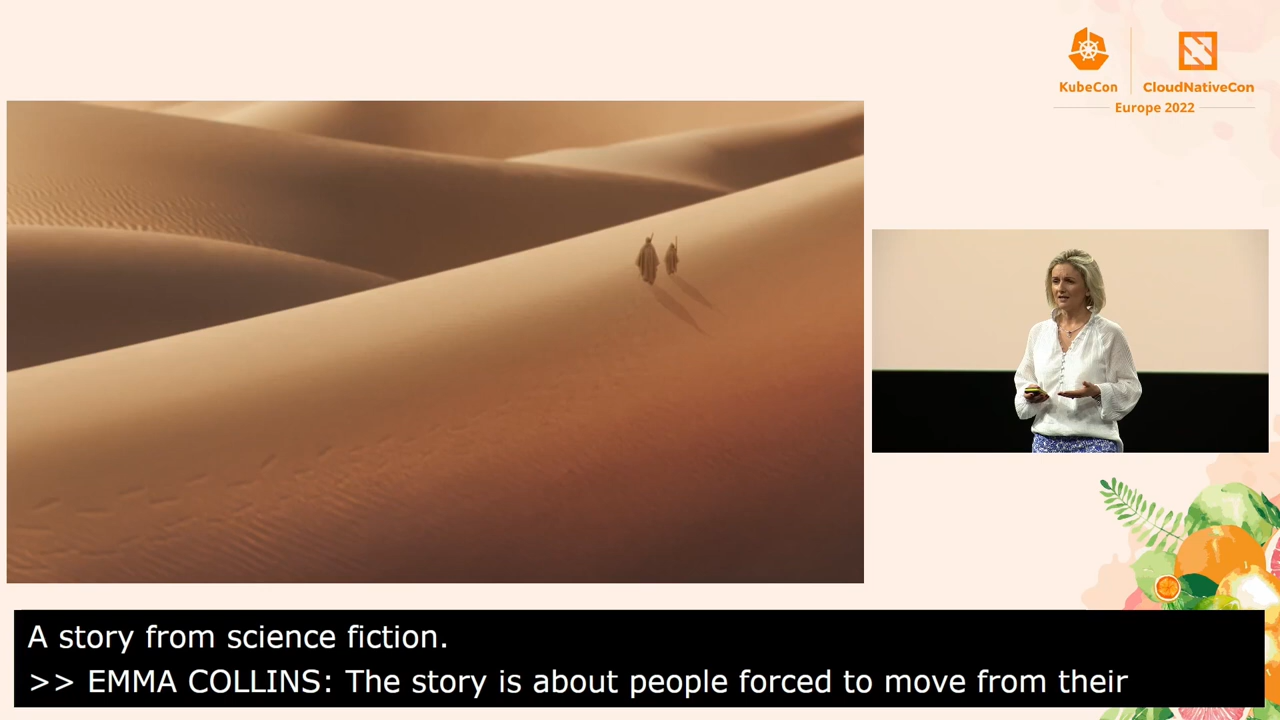 KubeCon
CloudNativeCon
Europe 2022
A story from science fiction.
>> EMMA COLLINS: The story is about people forced to move from their